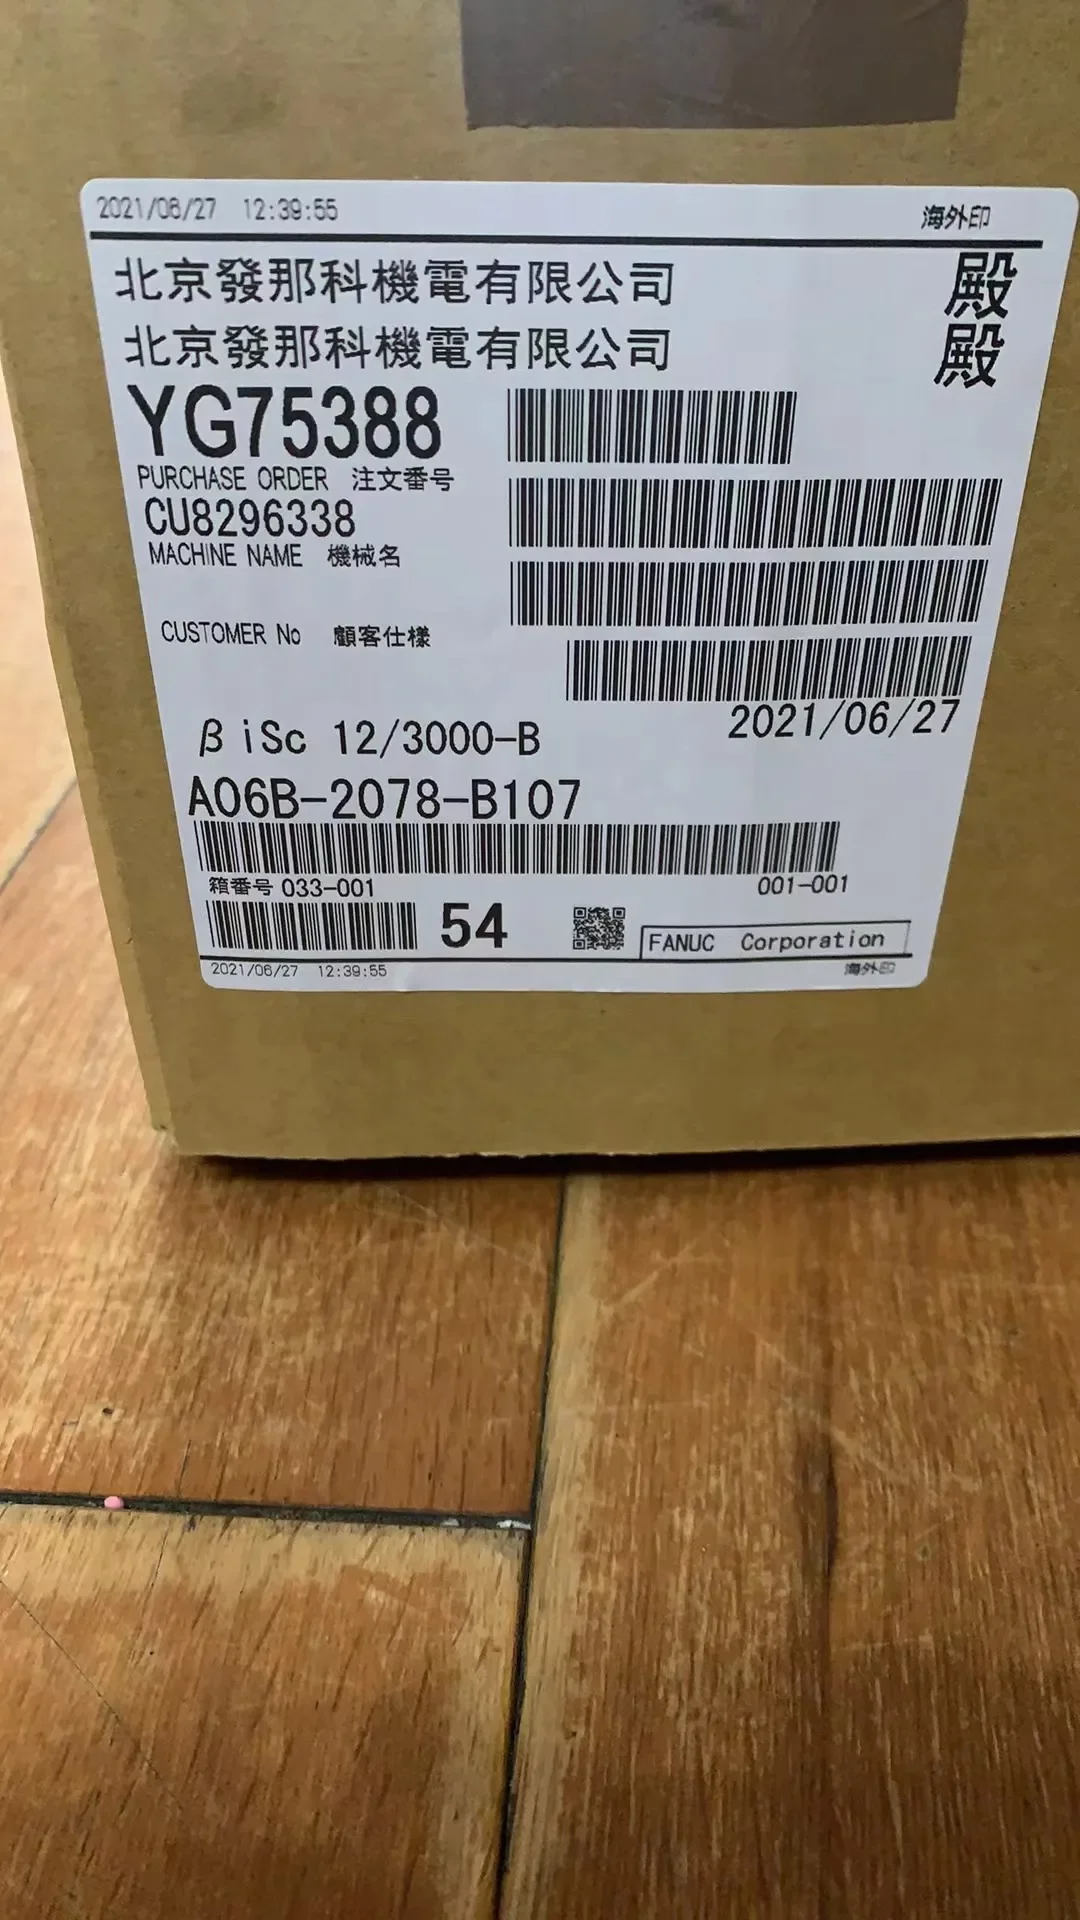 2021/06/27 12:39:55 海外印
北京發那科機電有限公司 殿
北京發那科機電有限公司 殿
YG75388
PURCHASE ORDER 注文番号
CU8296338
MACHINE NAME 機械名
CUSTOMER No 顧客仕様
2021/06/27
βiSc 12/3000-B
A06B-2078-B107
箱番号 033-001 001-001
54
FANUC Corporation
2021/06/27 12:39:55 海外印